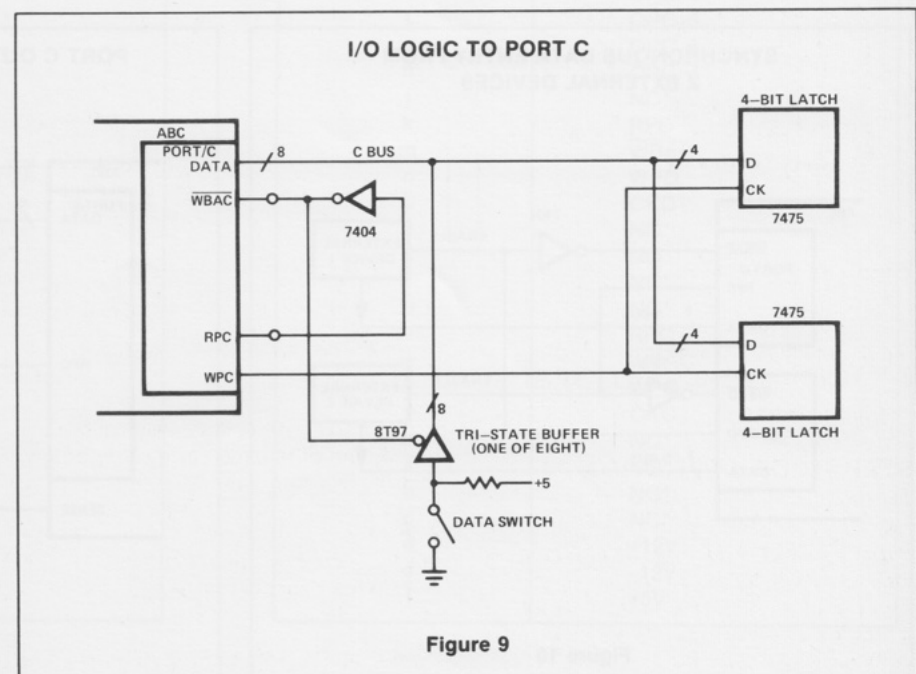 I/O LOGIC TO PORT C
4–BIT LATCH
ABC
PORT/C
DATA
8
C BUS
4
D
WBAC
CK
7404
7475
7475
RPC
4
D
WPC
CK
8
8T97
TRI–STATE BUFFER
(ONE OF EIGHT)
4–BIT LATCH
+5
DATA SWITCH
Figure 9